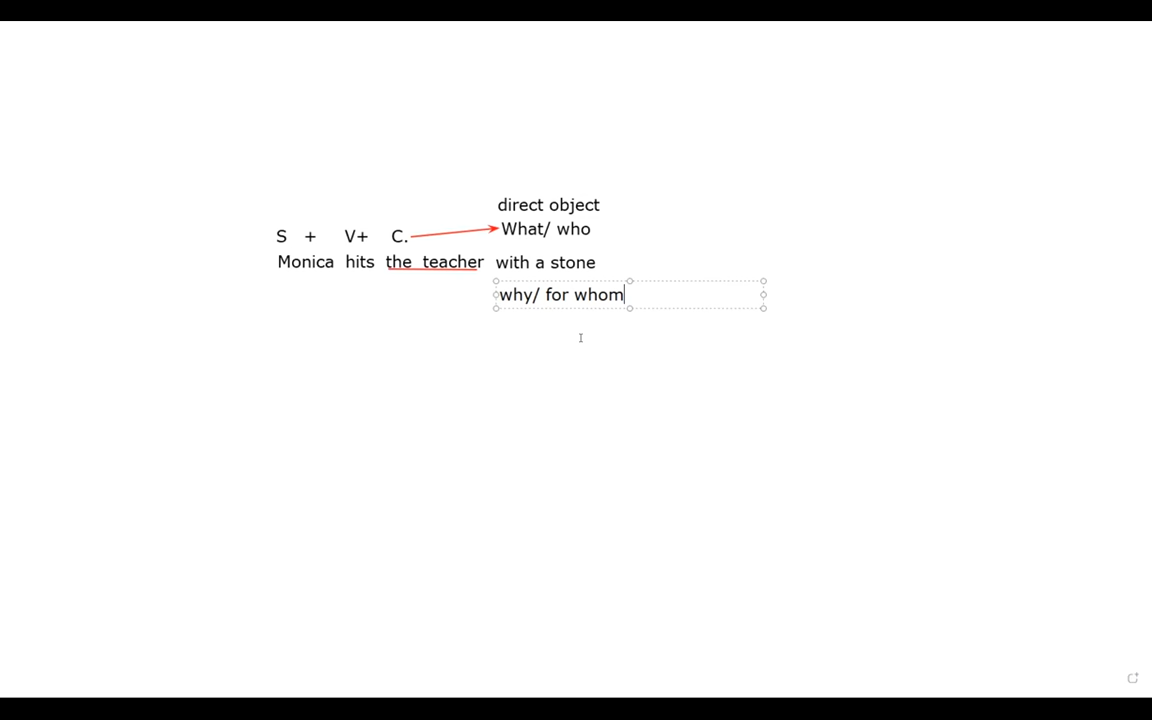 direct object
What/ who
S + V+ C.
Monica hits the teacher with a stone
why/ for whom